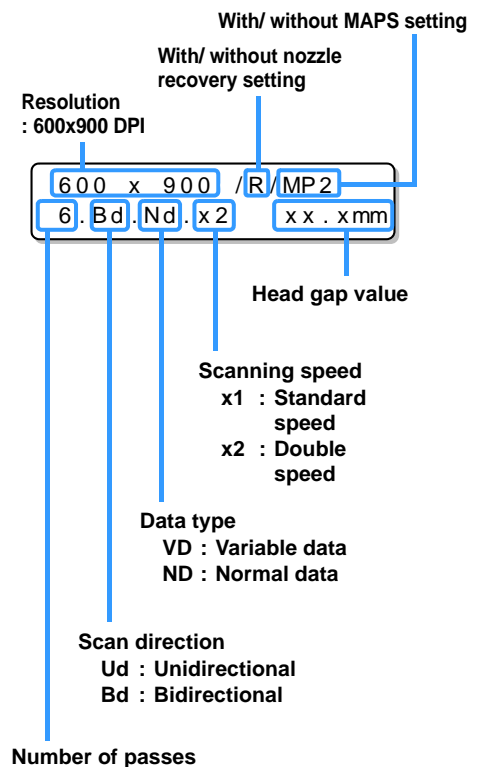 With/ without MAPS setting
With/ without nozzle
recovery setting
Resolution
: 600x900 DPI
600 x 900 /R/MP2
6.Bd.Nd.x2 xx.xmm
Head gap value
Scanning speed
x1 : Standard
speed
x2 : Double
speed
Data type
VD : Variable data
ND : Normal data
Scan direction
Ud : Unidirectional
Bd : Bidirectional
Number of passes